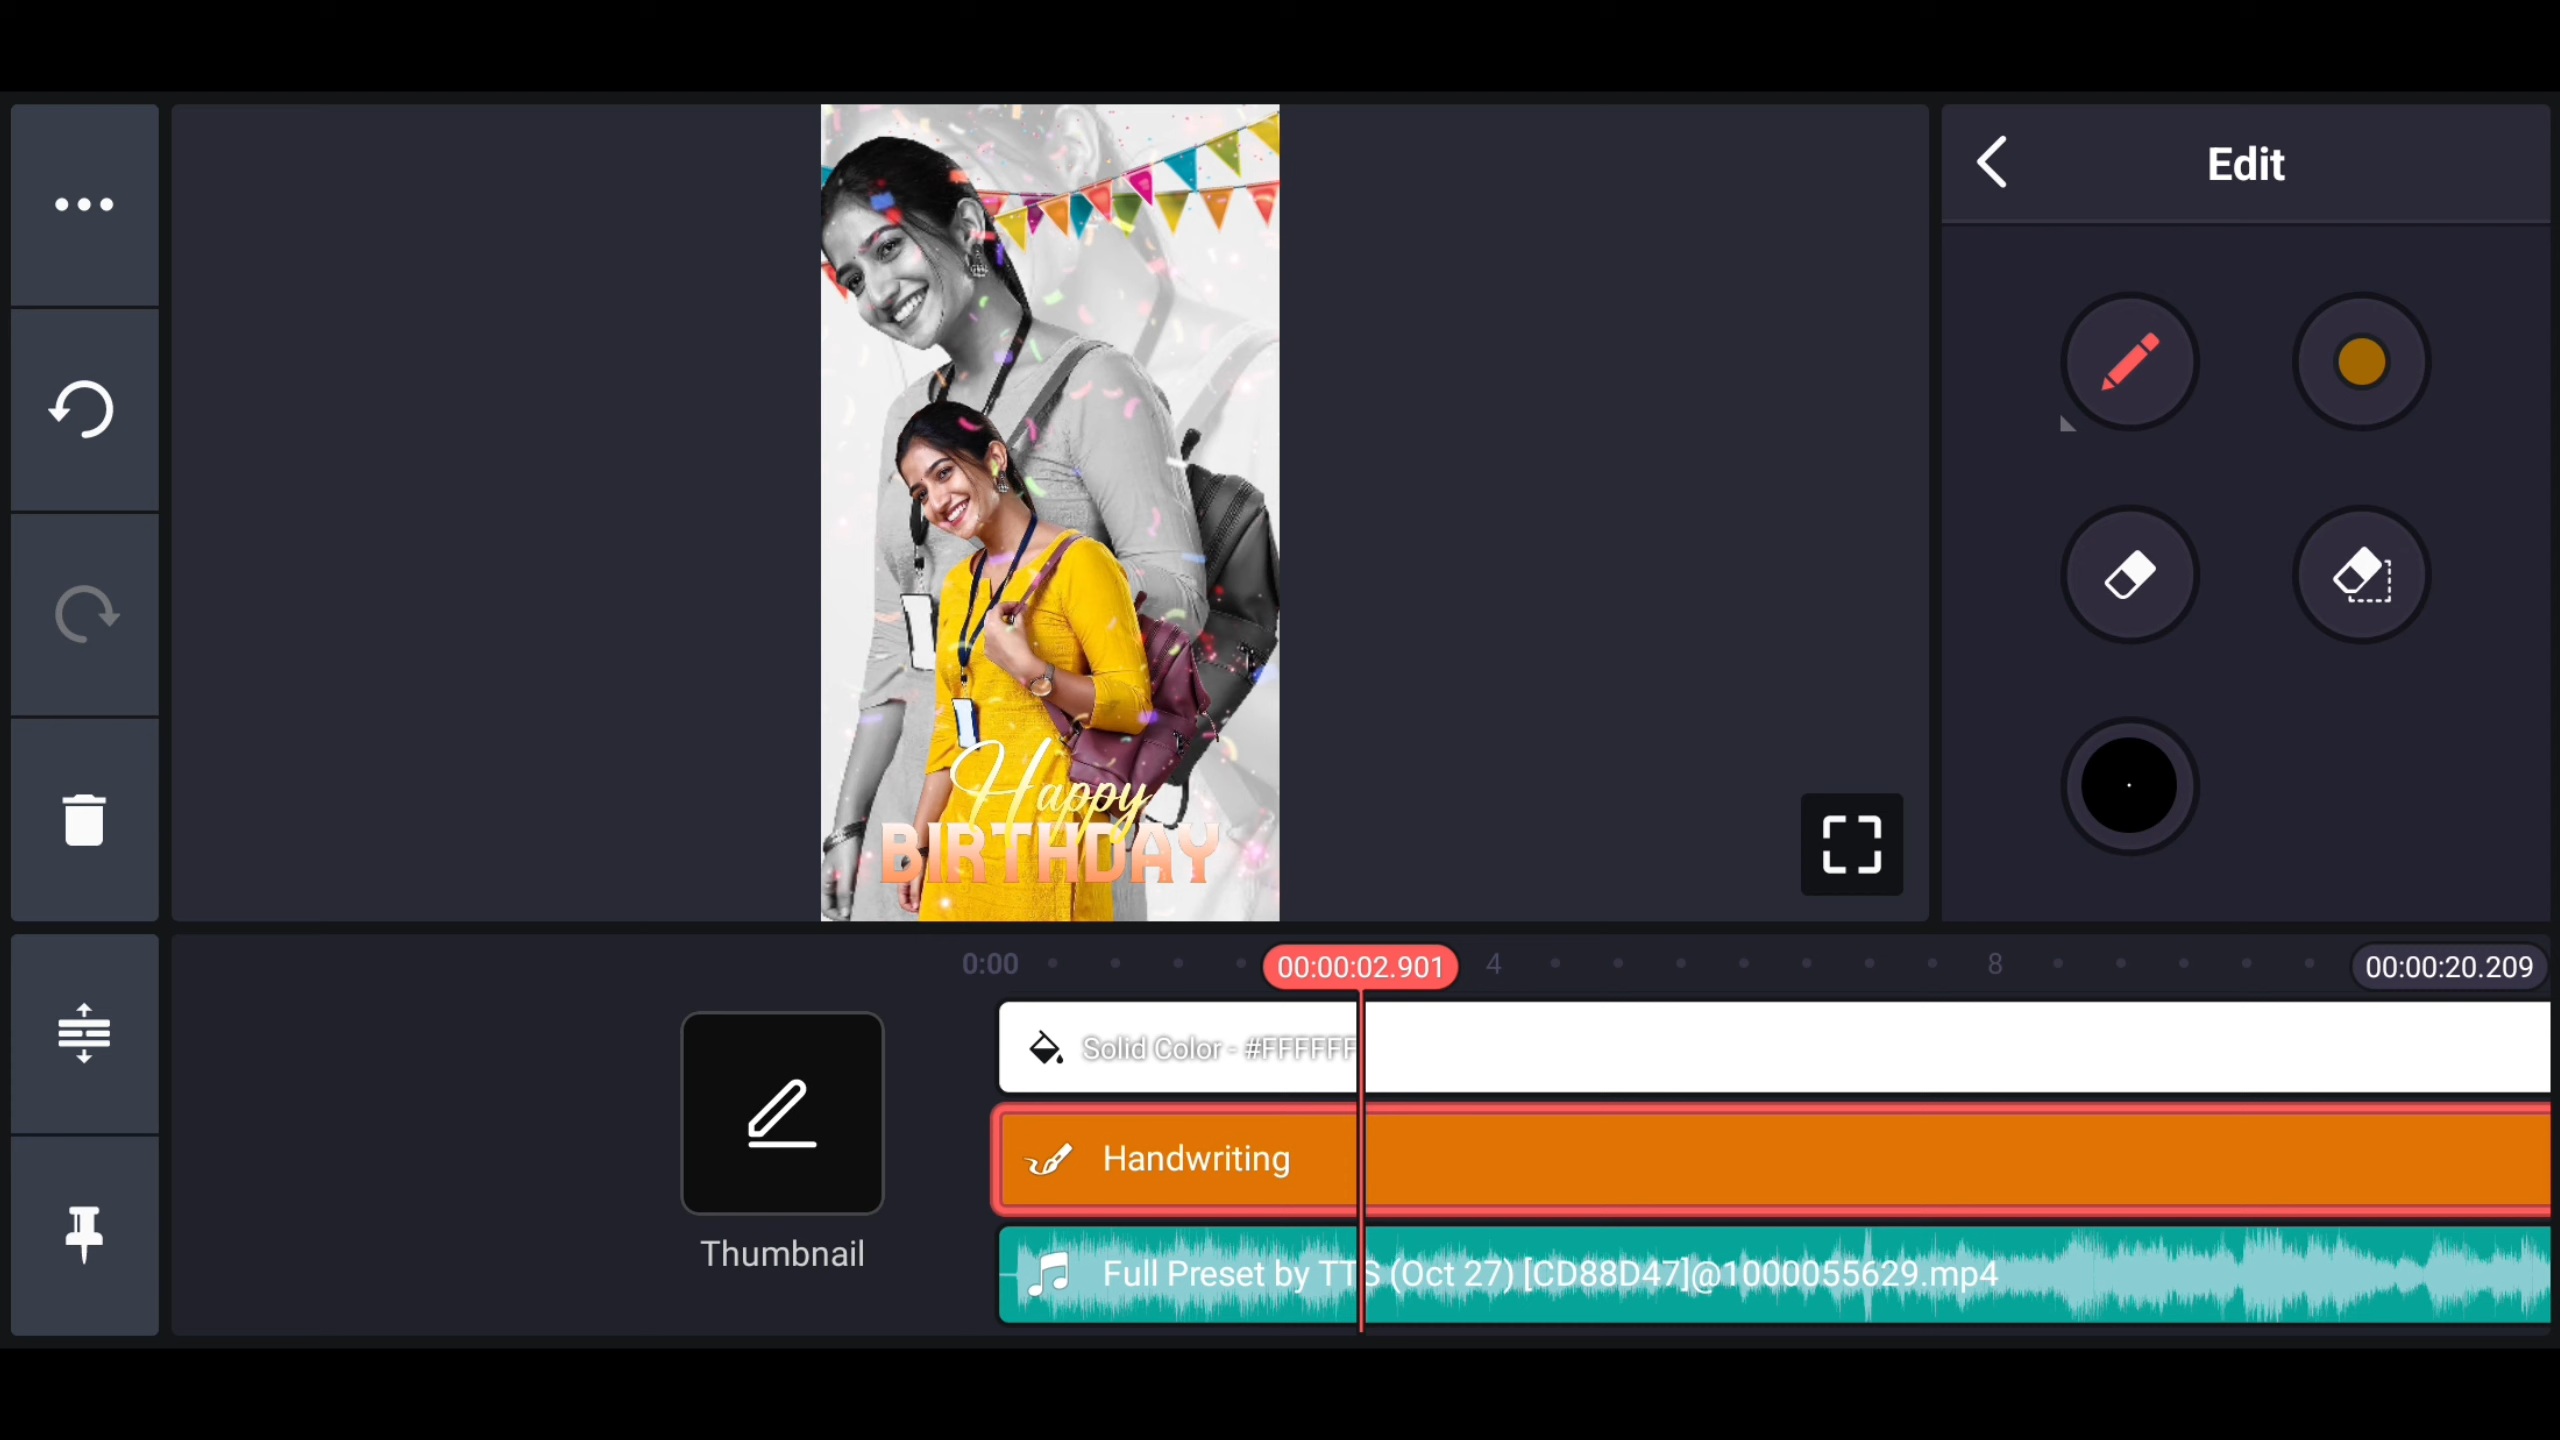 Edit
Happy
BIRTHDAY
0:00
00:00:02.901
4
8
00:00:20.209
Solid Color - #FFFFFF
Handwriting
Thumbnail
Full Preset by TTS (Oct 27) [CD88D47]@1000055629.mp4